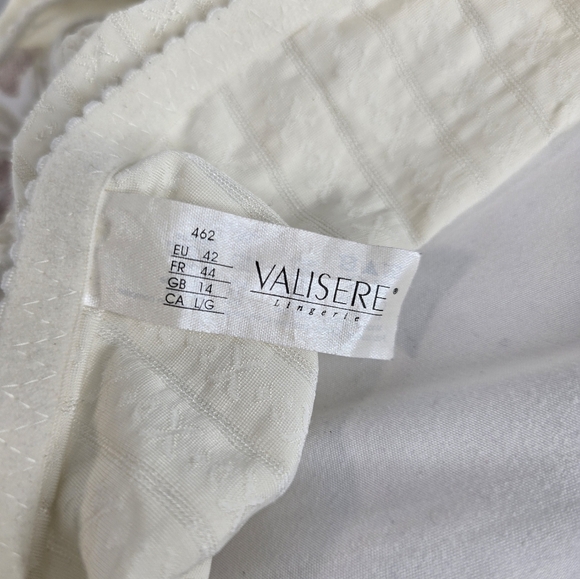 462
EU 42
FR 44
GB 14
CA L/G
VALISERE®
Lingerie